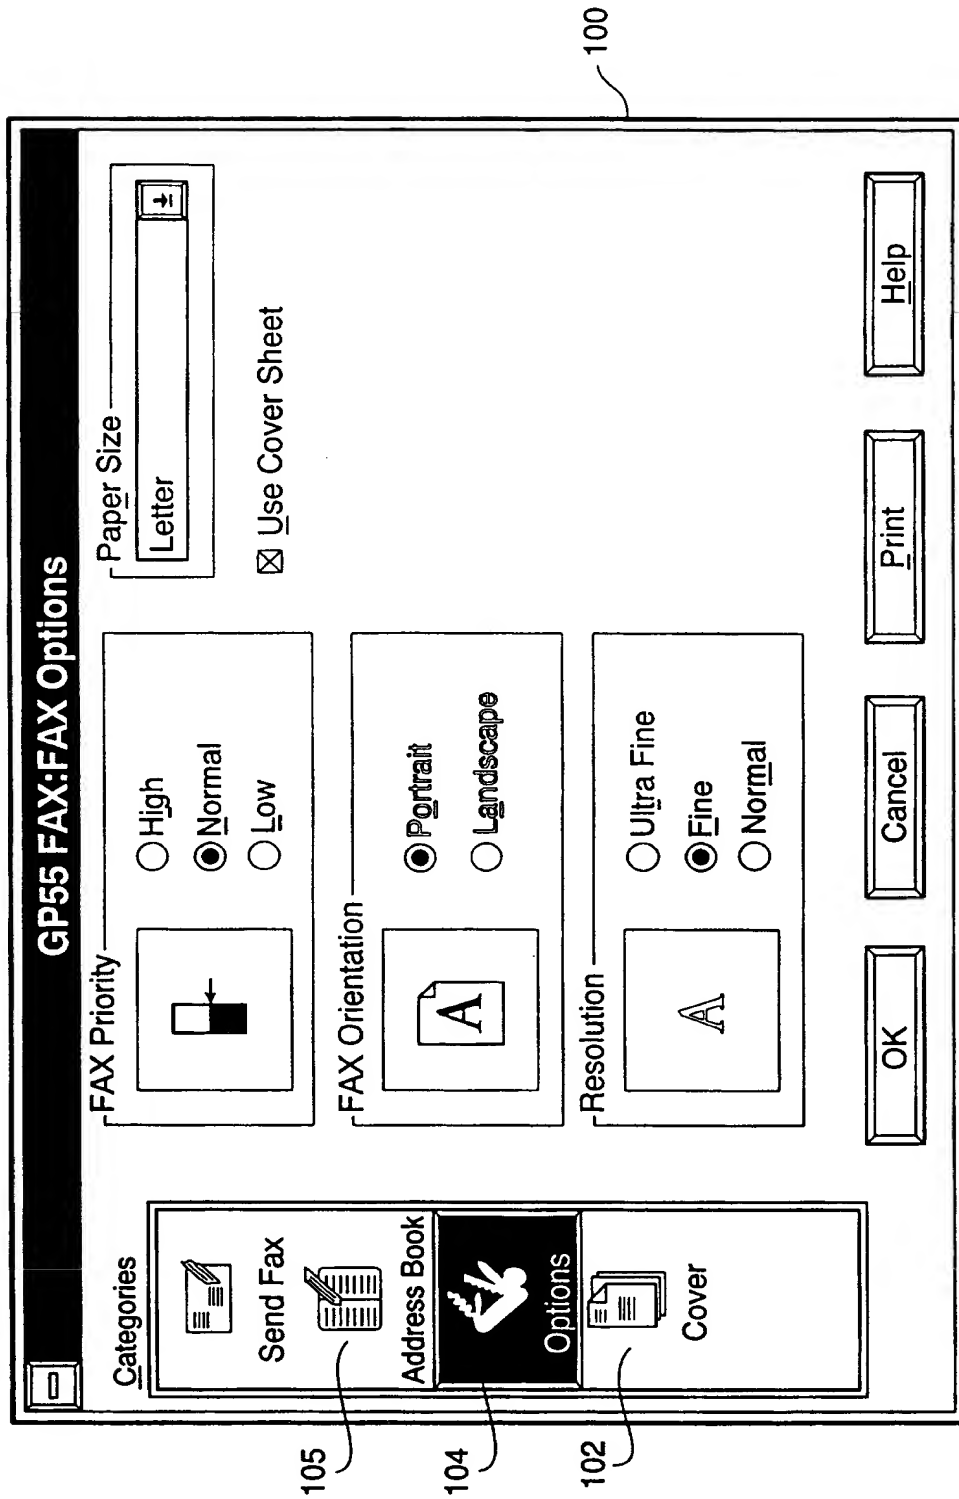 GP55 FAX:FAX Options
Categories
Send Fax
Address Book
Options
Cover
FAX Priority
High
Normal
Low
FAX Orientation
A
Portrait
Landscape
Resolution
A
Ultra Fine
Fine
Normal
Paper Size
Letter
Use Cover Sheet
OK
Cancel
Print
Help
105
104
102
100